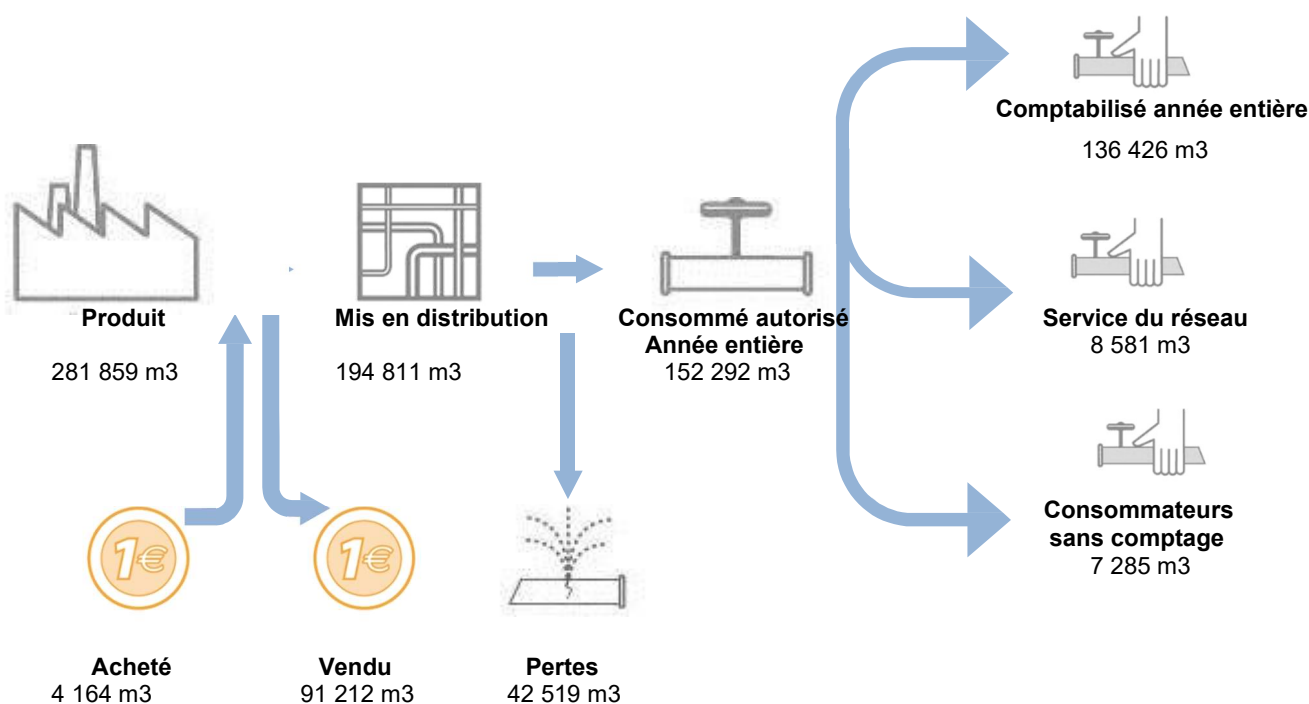 Comptabilisé année entière
136 426 m3
Produit
281 859 m3
Mis en distribution
194 811 m3
Consommé autorisé
Année entière
152 292 m3
Service du réseau
8 581 m3
Consommateurs
sans comptage
7 285 m3
1€
Acheté
4 164 m3
1€
Vendu
91 212 m3
Pertes
42 519 m3